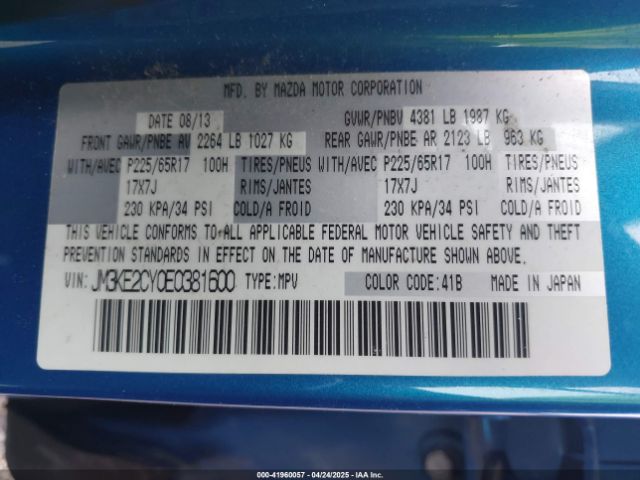 MFD. BY MAZDA MOTOR CORPORATION
DATE 08/13 GVWR/PNBV 4381 LB 1987 KG
FRONT GAWR/PNBE AV 2264 LB 1027 KG REAR GAWR/PNBE AR 2123 LB 963 KG
WITH/AVEC P225/65R17 100H TIRES/PNEUS WITH/AVEC P225/65R17 100H TIRES/PNEUS
17X7J RIMS/JANTES 17X7J RIMS/JANTES
230 KPA/34 PSI COLD/A FROID 230 KPA/34 PSI COLD/A FROID
THIS VEHICLE CONFORMS TO ALL APPLICABLE FEDERAL MOTOR VEHICLE SAFETY AND THEFT
PREVENTION STANDARDS IN EFFECT ON THE DATE OF MANUFACTURE SHOWN ABOVE.
VIN: JM3KE2CY0E0381600 TYPE:MPV COLOR CODE:41B MADE IN JAPAN
000-41960057 - 04/24/2025 - IAA Inc.